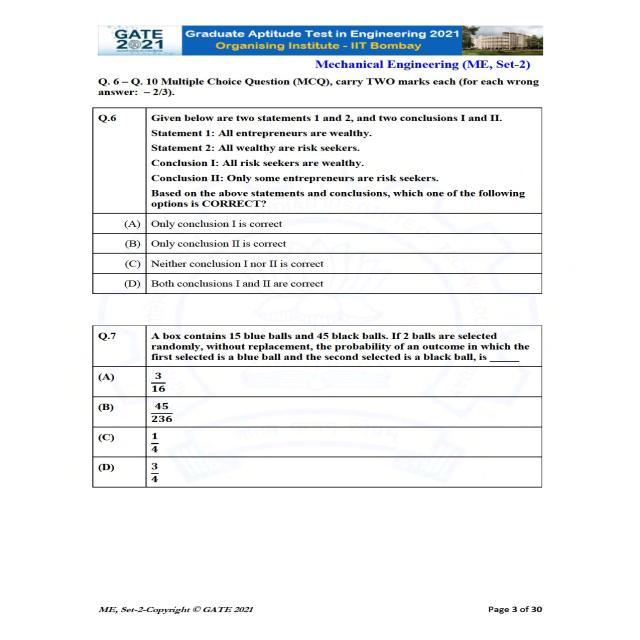 GATE
2021
Graduate Aptitude Test in Engineering 2021
Organising Institute - IIT Bombay
Mechanical Engineering (ME, Set-2)
Q. 6 – Q. 10 Multiple Choice Question (MCQ), carry TWO marks each (for each wrong
answer: – 2/3).
Q.6 Given below are two statements 1 and 2, and two conclusions I and II.
Statement 1: All entrepreneurs are wealthy.
Statement 2: All wealthy are risk seekers.
Conclusion I: All risk seekers are wealthy.
Conclusion II: Only some entrepreneurs are risk seekers.
Based on the above statements and conclusions, which one of the following
options is CORRECT?
(A) Only conclusion I is correct
(B) Only conclusion II is correct
(C) Neither conclusion I nor II is correct
(D) Both conclusions I and II are correct
Q.7 A box contains 15 blue balls and 45 black balls. If 2 balls are selected
randomly, without replacement, the probability of an outcome in which the
first selected is a blue ball and the second selected is a black ball, is _____
(A) 3/16
(B) 45/236
(C) 1/4
(D) 3/4
ME, Set-2-Copyright © GATE 2021 Page 3 of 30